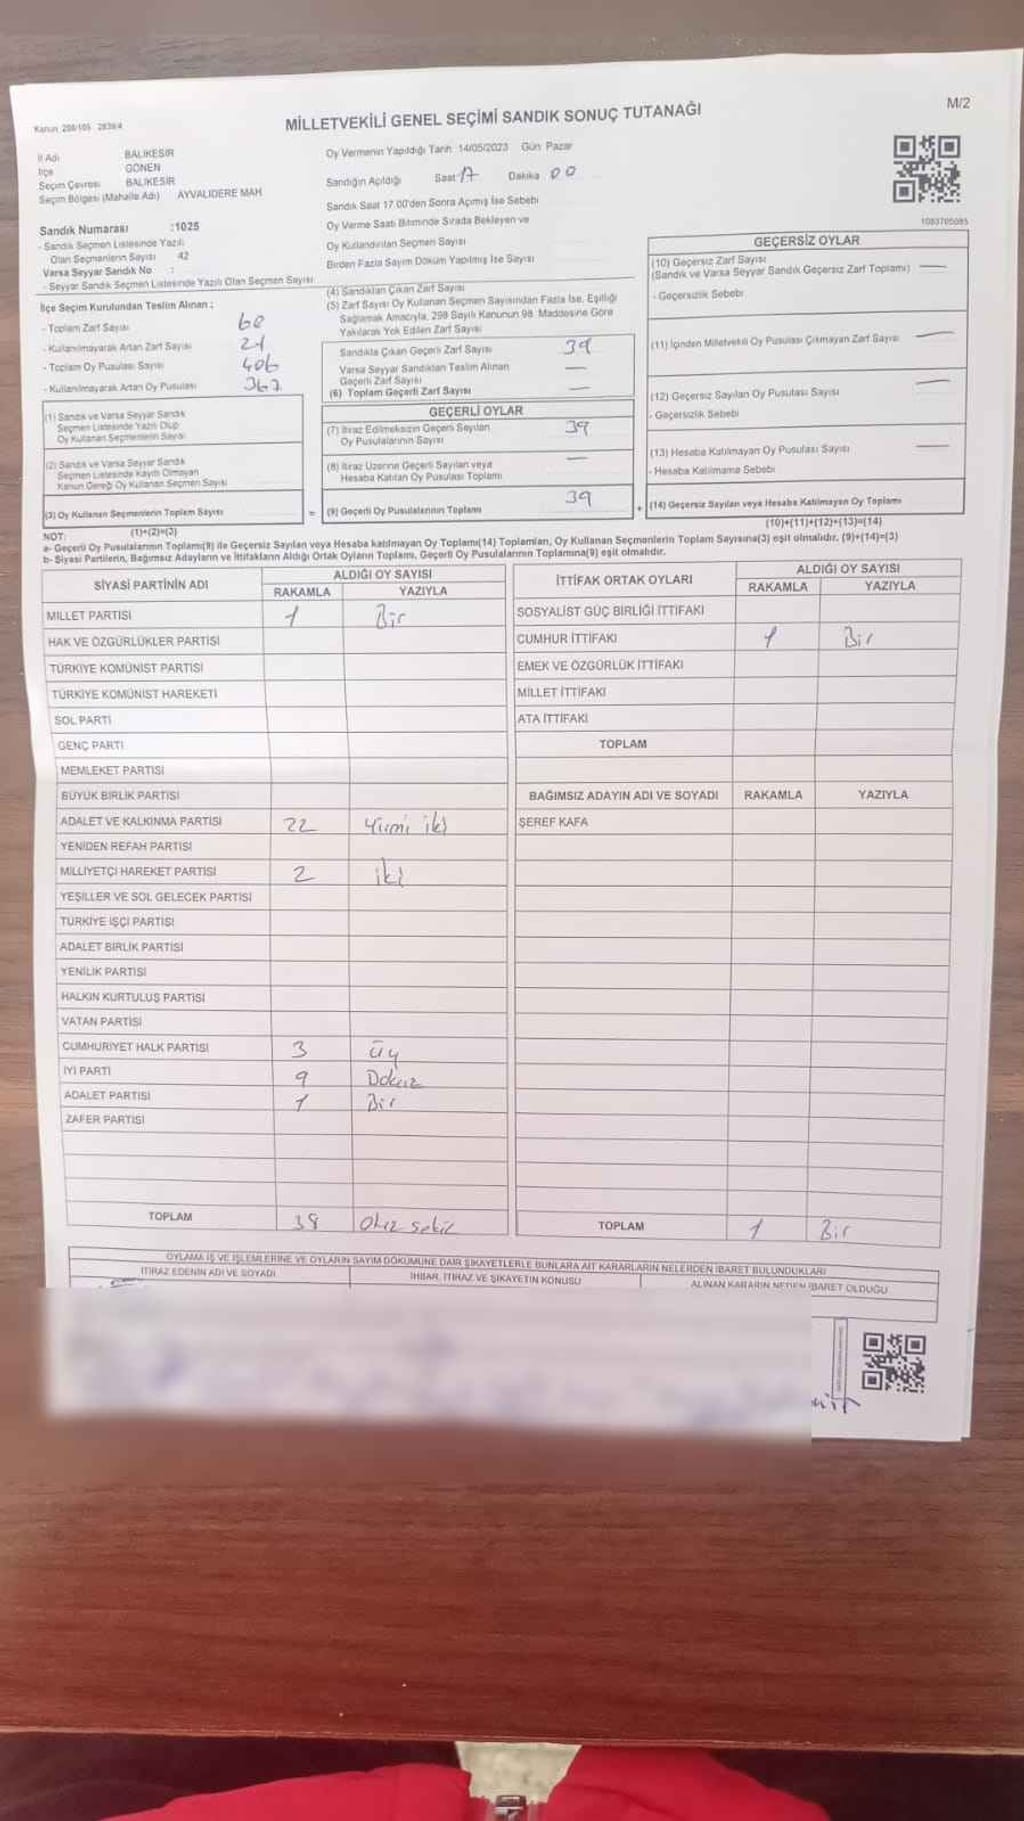 MİLLETVEKİLİ GENEL SEÇİMİ SANDIK SONUÇ TUTANAĞI
M/2
İl Adı BALIKESİR
İlçe GÖNEN
Seçim Çevresi BALIKESİR
Seçim Bölgesi (Mahalle Adı) AYVALIDERE MAH.
Sandık Numarası :1025
- Sandık Seçmen Listesinde Yazılı
Olan Seçmenlerin Sayısı 42
Varsa Seyyar Sandık No :
- Seyyar Sandık Seçmen Listesinde Yazılı Olan Seçmen Sayısı
Oy Vermenin Yapıldığı Tarih 14/05/2023 Gün Pazar
Sandığın Açıldığı Saat 17 Dakika 00
Sandık Saat 17.00'den Sonra Açımış İse Sebebi
Oy Verme Saati Bitiminde Sırada Bekleyen ve
Oy Kullandırılan Seçmen Sayısı
Birden Fazla Sayım Döküm Yapılmış İse Sayısı
1083705085
İlçe Seçim Kurulundan Teslim Alınan :
- Toplam Zarf Sayısı 60
- Kullanılmayarak Artan Zarf Sayısı 21
- Toplam Oy Pusulası Sayısı 406
- Kullanılmayarak Artan Oy Pusulası 367
(1) Sandık ve Varsa Seyyar Sandık
Seçmen Listesinde Yazılı Olup
Oy Kullanan Seçmenlerin Sayısı
(2) Sandık ve Varsa Seyyar Sandık
Seçmen Listesinde Kayıtlı Olmayan
Kanun Gereği Oy Kullanan Seçmen Sayısı
(3) Oy Kullanan Seçmenlerin Toplam Sayısı =
(1)+(2)=(3)
(4) Sandıktan Çıkan Zarf Sayısı
(5) Zarf Sayısı Oy Kullanan Seçmen Sayısından Fazla İse, Eşitliği
Sağlamak Amacıyla, 298 Sayılı Kanunun 98. Maddesine Göre
Yakılarak Yok Edilen Zarf Sayısı
Sandıkta Çıkan Geçerli Zarf Sayısı 39
Varsa Seyyar Sandıktan Teslim Alınan
Geçerli Zarf Sayısı —
(6) Toplam Geçerli Zarf Sayısı —
GEÇERLİ OYLAR
(7) İtiraz Edilmeksizin Geçerli Sayılan
Oy Pusulalarının Sayısı 39
(8) İtiraz Üzerine Geçerli Sayılan veya
Hesaba Katılan Oy Pusulası Toplamı —
(9) Geçerli Oy Pusulalarının Toplamı 39 +
GEÇERSİZ OYLAR
(10) Geçersiz Zarf Sayısı —
(Sandık ve Varsa Seyyar Sandık Geçersiz Zarf Toplamı)
- Geçersizlik Sebebi
(11) İçinden Milletvekili Oy Pusulası Çıkmayan Zarf Sayısı —
(12) Geçersiz Sayılan Oy Pusulası Sayısı —
- Geçersizlik Sebebi
(13) Hesaba Katılmayan Oy Pusulası Sayısı —
- Hesaba Katılmama Sebebi
(14) Geçersiz Sayılan veya Hesaba Katılmayan Oy Toplamı
(10)+(11)+(12)+(13)=(14)
NOT:
a- Geçerli Oy Pusulalarının Toplamı(9) ile Geçersiz Sayılan veya Hesaba katılmayan Oy Toplamı(14) Toplamları, Oy Kullanan Seçmenlerin Toplam Sayısına(3) eşit olmalıdır. (9)+(14)=(3)
b- Siyasi Partilerin, Bağımsız Adayların ve İttifakların Aldığı Ortak Oyların Toplamı, Geçerli Oy Pusulalarının Toplamına(9) eşit olmalıdır.
SİYASİ PARTİNİN ADI ALDIĞI OY SAYISI
RAKAMLA YAZIYLA
MİLLET PARTİSİ 1 Bir
HAK VE ÖZGÜRLÜKLER PARTİSİ
TÜRKİYE KOMÜNİST PARTİSİ
TÜRKİYE KOMÜNİST HAREKETİ
SOL PARTİ
GENÇ PARTİ
MEMLEKET PARTİSİ
BÜYÜK BİRLİK PARTİSİ
ADALET VE KALKINMA PARTİSİ 22 Yirmi iki
YENİDEN REFAH PARTİSİ
MİLLİYETÇİ HAREKET PARTİSİ 2 iki
YEŞİLLER VE SOL GELECEK PARTİSİ
TÜRKİYE İŞÇİ PARTİSİ
ADALET BİRLİK PARTİSİ
YENİLİK PARTİSİ
HALKIN KURTULUŞ PARTİSİ
VATAN PARTİSİ
CUMHURİYET HALK PARTİSİ 3 üç
İYİ PARTİ 9 Dokuz
ADALET PARTİSİ 1 Bir
ZAFER PARTİSİ
TOPLAM 38 Otuz sekiz
İTTİFAK ORTAK OYLARI ALDIĞI OY SAYISI
RAKAMLA YAZIYLA
SOSYALİST GÜÇ BİRLİĞİ İTTİFAKI
CUMHUR İTTİFAKI 1 Bir
EMEK VE ÖZGÜRLÜK İTTİFAKI
MİLLET İTTİFAKI
ATA İTTİFAKI
TOPLAM
BAĞIMSIZ ADAYIN ADI VE SOYADI RAKAMLA YAZIYLA
ŞEREF KAFA
TOPLAM 1 Bir
OYLAMA İŞ VE İŞLEMLERİNE VE OYLARIN SAYIM DÖKÜMÜNE DAİR ŞİKAYETLERLE BUNLARA AİT KARARLARIN NELERDEN İBARET BULUNDUKLARI
İTİRAZ EDENİN ADI VE SOYADI İHBAR, İTİRAZ VE ŞİKAYETİN KONUSU ALINAN KARARIN NEDEN İBARET OLDUĞU